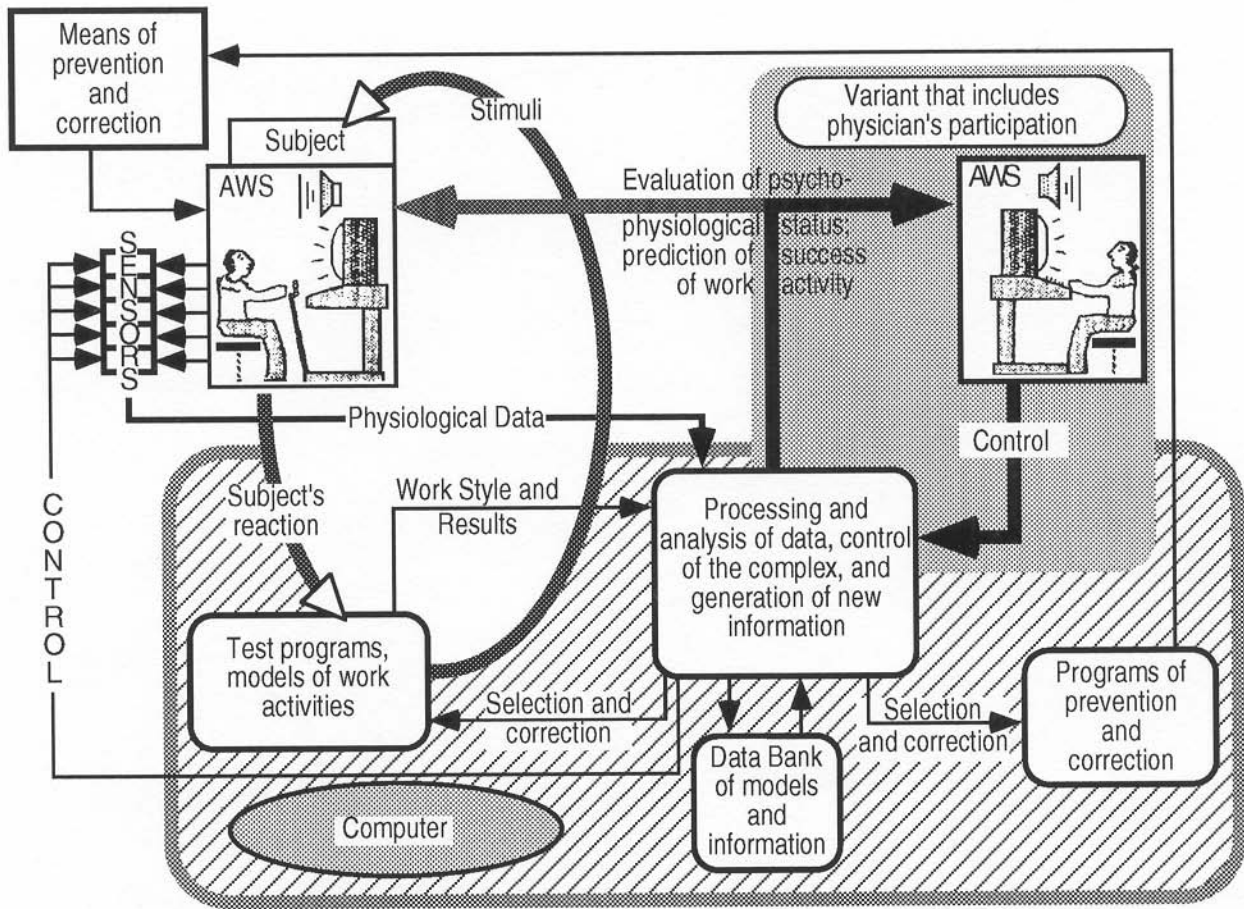 Means of
prevention
and
correction
Stimuli
Variant that includes
physician's participation
Subject
AWS
Evaluation of psycho-
physiological status;
prediction of success
of work activity
AWS
SENSORS
Physiological Data
Control
CONTROL
Subject's
reaction
Work Style and
Results
Processing and
analysis of data, control
of the complex, and
generation of new
information
Test programs,
models of work
activities
Selection and
correction
Selection
and correction
Programs of
prevention
and
correction
Data Bank
of models
and
information
Computer